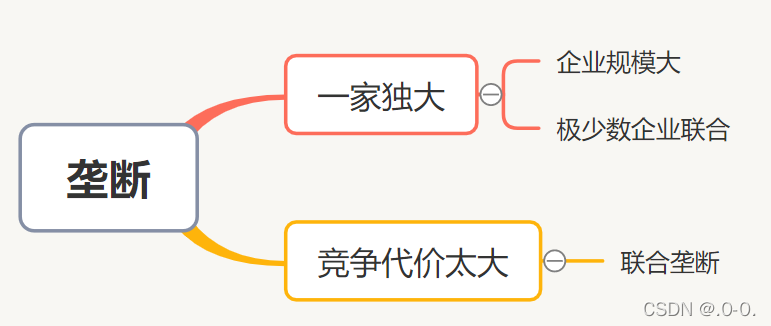 垄断
一家独大
企业规模大
极少数企业联合
竞争代价太大
联合垄断
CSDN @.0-0.